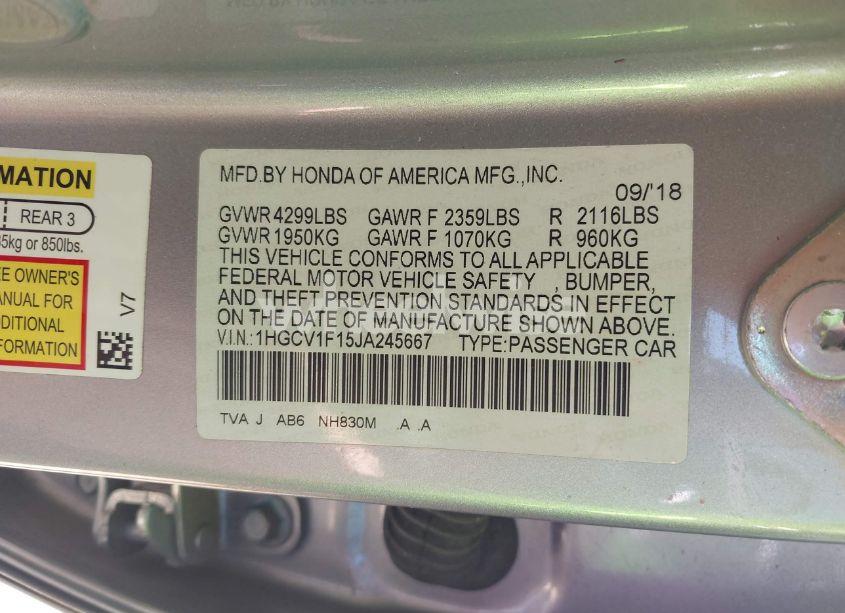 MATION
REAR 3
5kg or 850lbs.
EE OWNER'S
ANUAL FOR
DDITIONAL
FORMATION
V7
MFD.BY HONDA OF AMERICA MFG.,INC.
09/'18
GVWR 4299LBS GAWR F 2359LBS R 2116LBS
GVWR 1950KG GAWR F 1070KG R 960KG
THIS VEHICLE CONFORMS TO ALL APPLICABLE
FEDERAL MOTOR VEHICLE SAFETY , BUMPER,
AND THEFT PREVENTION STANDARDS IN EFFECT
ON THE DATE OF MANUFACTURE SHOWN ABOVE.
V.I.N.: 1HGCV1F15JA245667 TYPE:PASSENGER CAR
TVA J AB6 NH830M .A .A